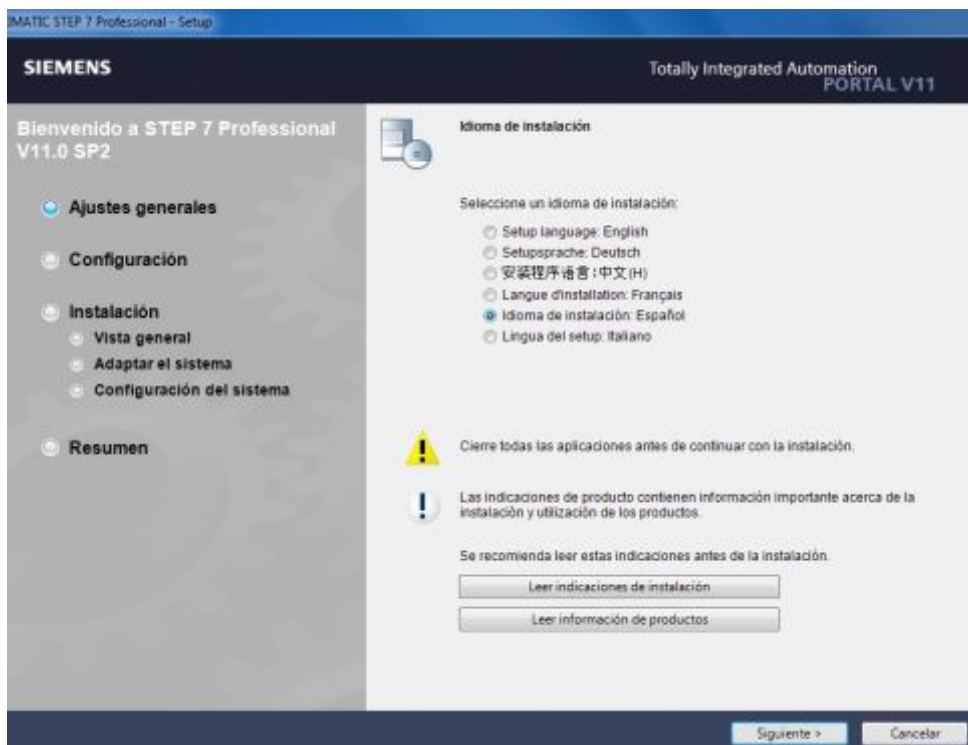 IMATIC STEP 7 Professional - Setup
SIEMENS
Totally Integrated Automation
PORTAL V11
Bienvenido a STEP 7 Professional
V11.0 SP2
Ajustes generales
Configuración
Instalación
Vista general
Adaptar el sistema
Configuración del sistema
Resumen
Idioma de instalación
Seleccione un idioma de instalación:
Setup language: English
Setupsprache: Deutsch
安装程序语言:中文(H)
Langue d'installation: Français
Idioma de instalación: Español
Lingua del setup: Italiano
Cierre todas las aplicaciones antes de continuar con la instalación.
Las indicaciones de producto contienen información importante acerca de la
instalación y utilización de los productos.
Se recomienda leer estas indicaciones antes de la instalación.
Leer indicaciones de instalación
Leer información de productos
Siguiente >
Cancelar